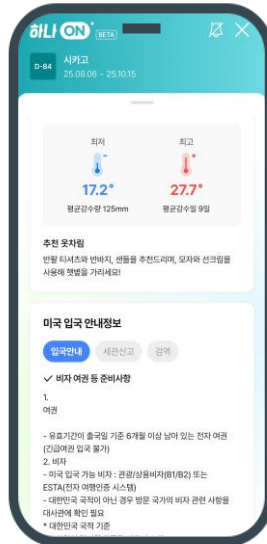 하나 ON
BETA
D-84
시카고
25.08.06 ~ 25.10.15
최저
최고
17.2°
27.7°
평균강수량 125mm
평균강수일 9일
추천 옷차림
반팔 티셔츠와 반바지, 샌들을 추천드리며, 모자와 선크림을
사용해 햇볕을 가리세요!
미국 입국 안내정보
입국안내
세관신고
검역
비자 여권 등 준비사항
1.
여권
- 유효기간이 출국일 기준 6개월 이상 남아 있는 전자 여권
(긴급여권 입국 불가)
2. 비자
- 미국 입국 가능 비자 : 관광/상용비자(B1/B2) 또는
ESTA(전자 여행인증 시스템)
- 대한민국 국적이 아닌 경우 방문 국가의 비자 관련 사항을
대사관에 확인 필요
* 대한민국 국적 기준